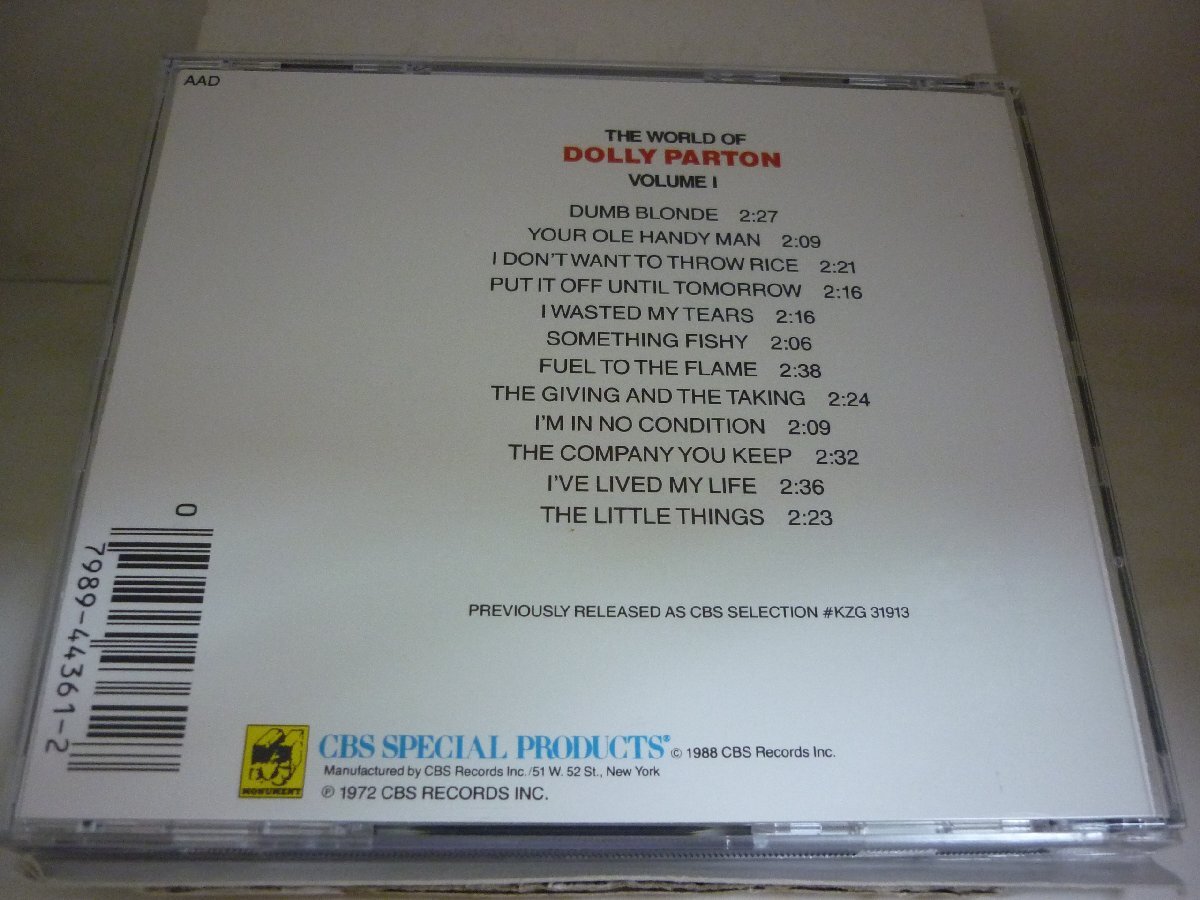 AAD
THE WORLD OF
DOLLY PARTON
VOLUME I
DUMB BLONDE 2:27
YOUR OLE HANDY MAN 2:09
I DON'T WANT TO THROW RICE 2:21
PUT IT OFF UNTIL TOMORROW 2:16
I WASTED MY TEARS 2:16
SOMETHING FISHY 2:06
FUEL TO THE FLAME 2:38
THE GIVING AND THE TAKING 2:24
I'M IN NO CONDITION 2:09
THE COMPANY YOU KEEP 2:32
I'VE LIVED MY LIFE 2:36
THE LITTLE THINGS 2:23
PREVIOUSLY RELEASED AS CBS SELECTION #KZG 31913
0
7989-44361-2
MONUMENT
CBS SPECIAL PRODUCTS® © 1988 CBS Records Inc.
Manufactured by CBS Records Inc./51 W. 52 St., New York
℗ 1972 CBS RECORDS INC.